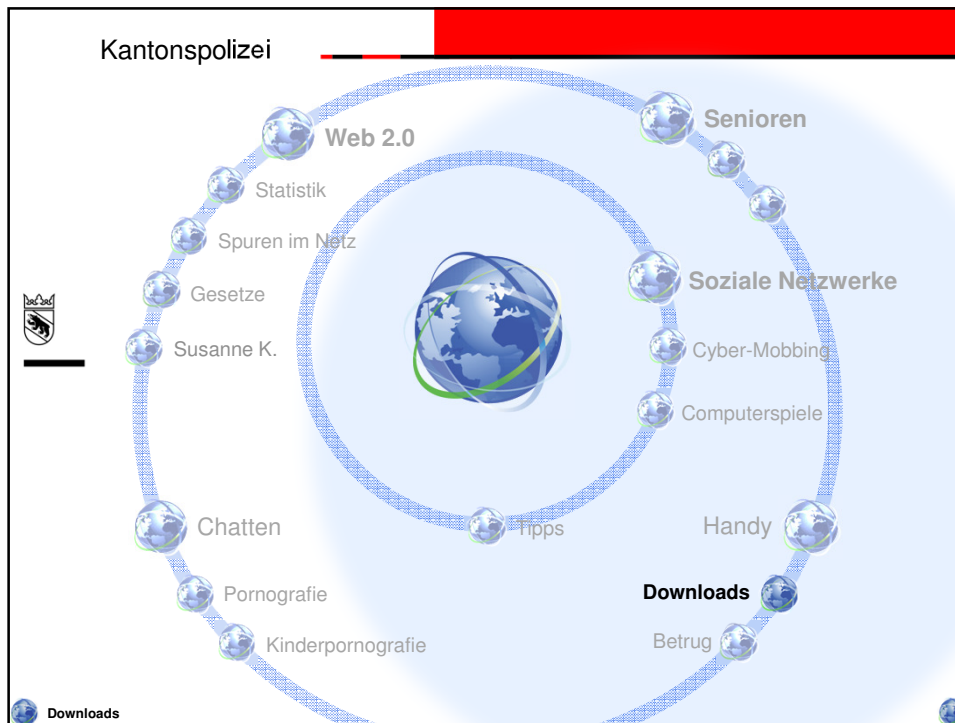 Kantonspolizei
Web 2.0
Statistik
Spuren im Netz
Gesetze
Susanne K.
Chatten
Pornografie
Kinderpornografie
Senioren
Soziale Netzwerke
Cyber-Mobbing
Computerspiele
Tipps
Handy
Downloads
Betrug
Downloads